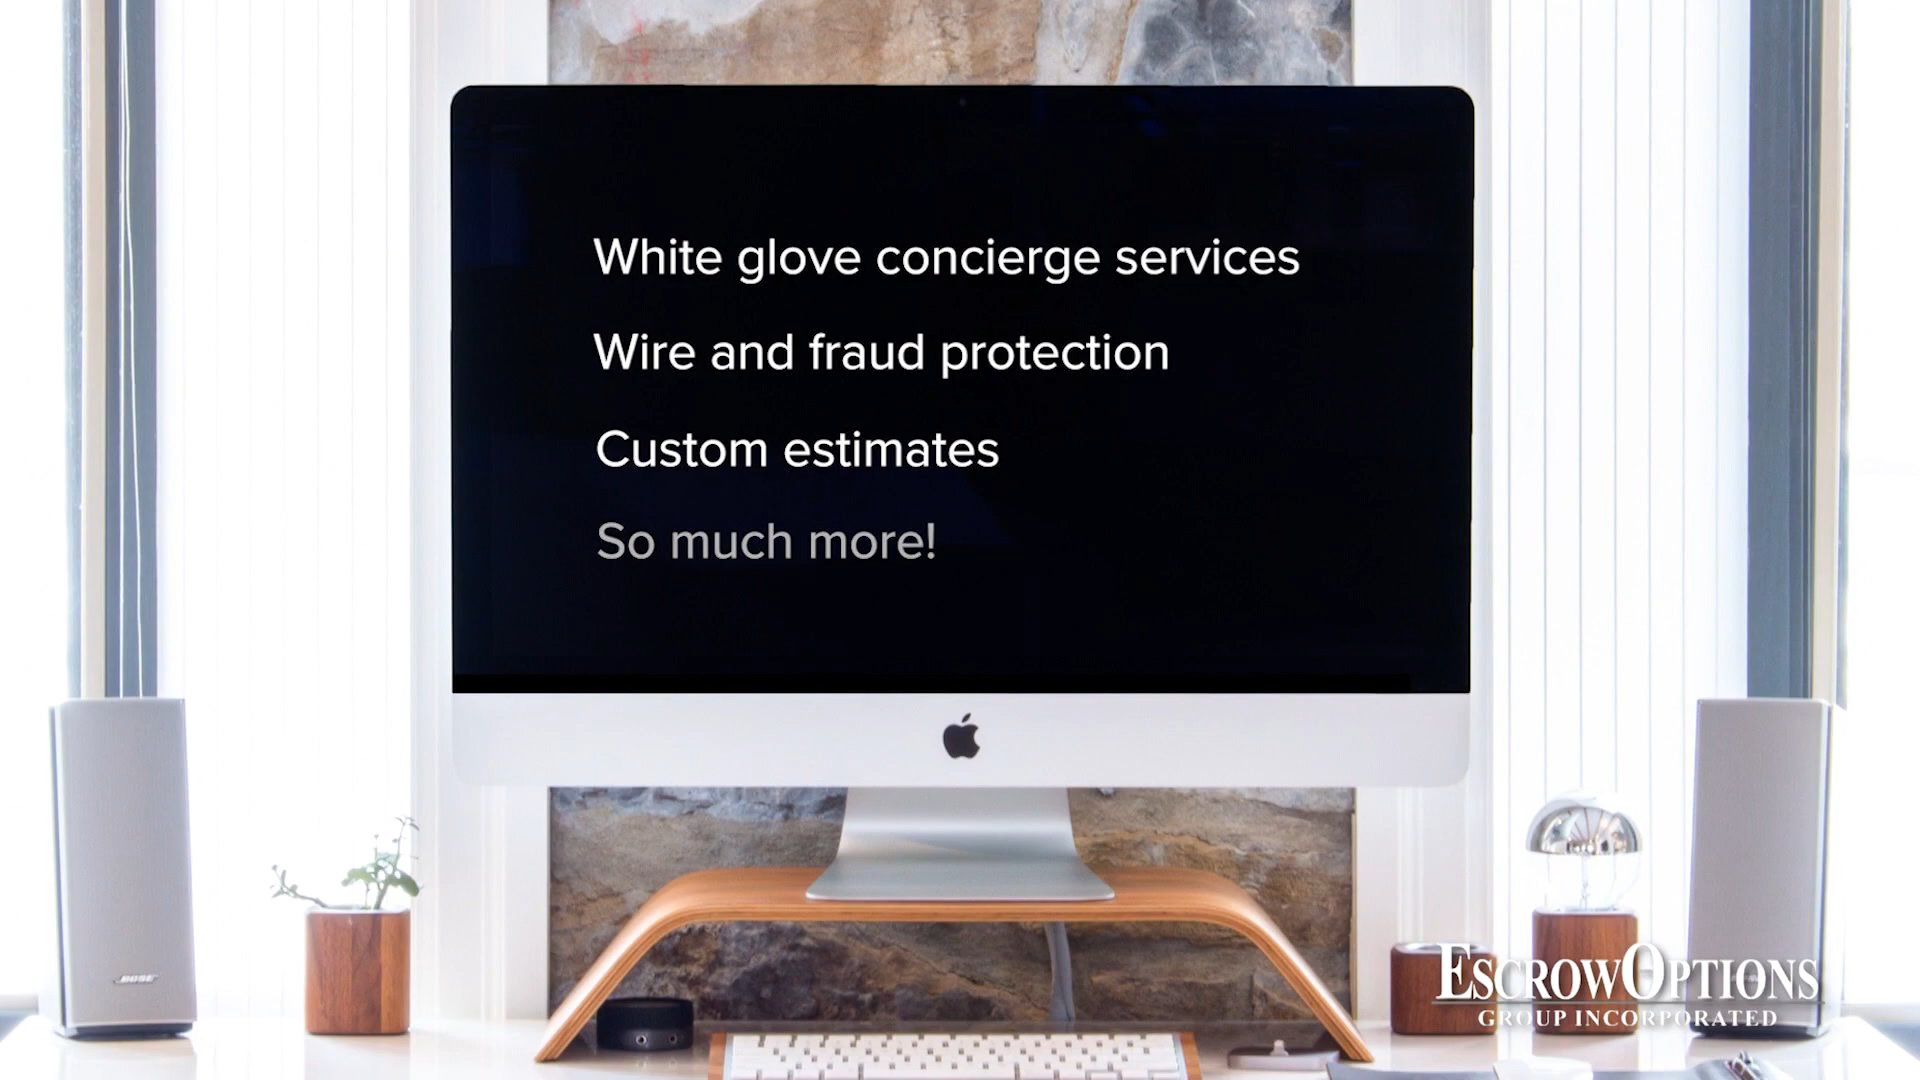 White glove concierge services
Wire and fraud protection
Custom estimates
So much more!
BOSE
ESCROWOPTIONS
GROUP INCORPORATED